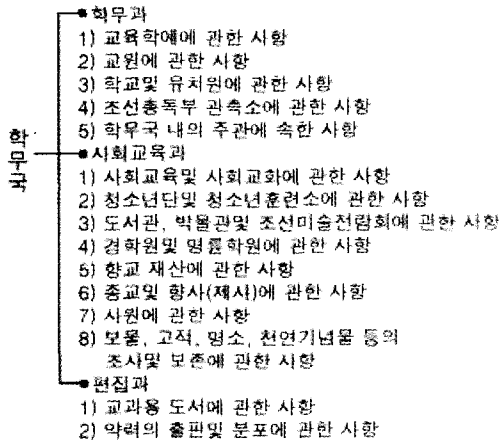 학무국
학무과
1) 교육학예에 관한 사항
2) 교원에 관한 사항
3) 학교및 유치원에 관한 사항
4) 조선총독부 관측소에 관한 사항
5) 학무국 내의 주관에 속한 사항
사회교육과
1) 사회교육및 사회교화에 관한 사항
2) 청소년단및 청소년훈련소에 관한 사항
3) 도서관, 박물관및 조선미술전람회에 관한 사항
4) 경학원및 명륜학원에 관한 사항
5) 향교 재산에 관한 사항
6) 종교및 향사(제사)에 관한 사항
7) 사원에 관한 사항
8) 보물, 고적, 명소, 천연기념물 등의
조사및 보존에 관한 사항
편집과
1) 교과용 도서에 관한 사항
2) 약력의 출판및 분포에 관한 사항